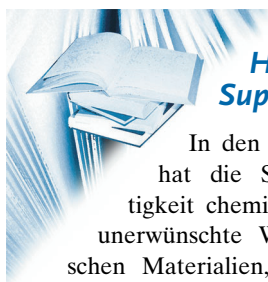 H
Sup
In den
hat die S
tigkeit chemi
unerwünschte W
schen Materialien,